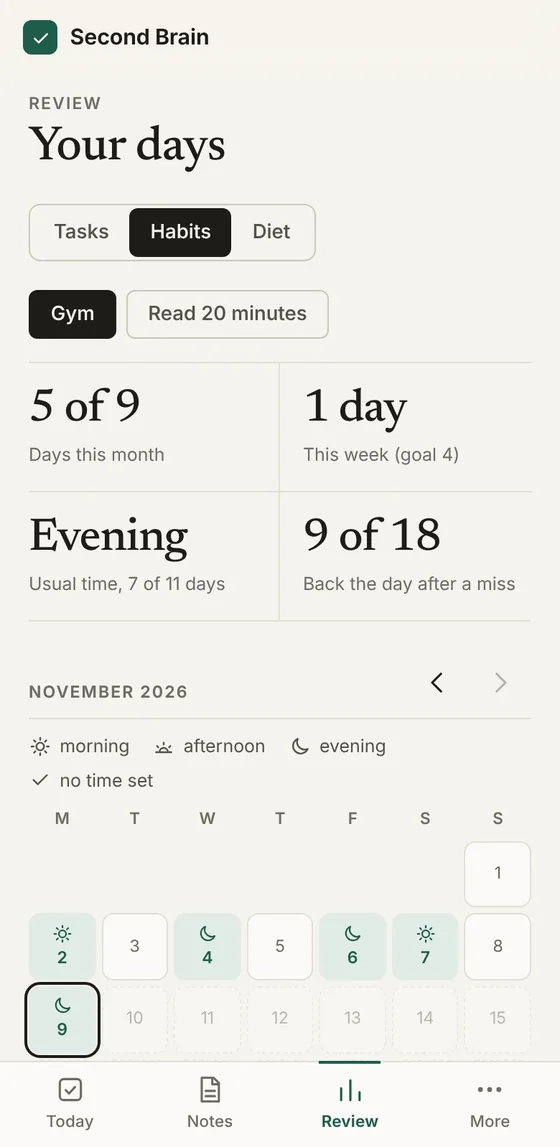 Second Brain
REVIEW
Your days
Tasks Habits Diet
Gym Read 20 minutes
5 of 9 1 day
Days this month This week (goal 4)
Evening 9 of 18
Usual time, 7 of 11 days Back the day after a miss
NOVEMBER 2026
morning afternoon evening
no time set
M T W T F S S
1
2 3 4 5 6 7 8
9 10 11 12 13 14 15
Today Notes Review More